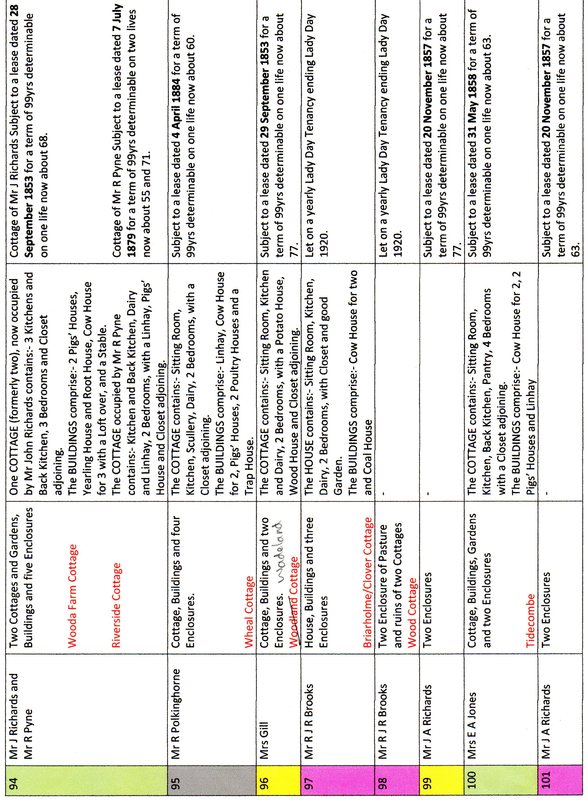 94
Mr J Richards and
Mr R Pyne
Two Cottages and Gardens,
Buildings and five Enclosures
Wooda Farm Cottage
Riverside Cottage
One COTTAGE (formerly two), now occupied
by Mr John Richards contains:- 3 Kitchens and
Back Kitchen, 3 Bedrooms and Closet
adjoining.
The BUILDINGS comprise:- 2 Pigs' Houses,
Yearling House and Root House, Cow House
for 3 with a Loft over, and a Stable.
The COTTAGE occupied by Mr R Pyne
contains:- Kitchen and Back Kitchen, Dairy
and Linhay, 2 Bedrooms, with a Linhay, Pigs'
House and Closet adjoining.
Cottage of Mr J Richards Subject to a lease dated 28
September 1853 for a term of 99yrs determinable
on one life now about 68.
Cottage of Mr R Pyne Subject to a lease dated 7 July
1879 for a term of 99yrs determinable on two lives
now about 55 and 71.
95
Mr R Polkinghorne
Cottage, Buildings and four
Enclosures.
Wheal Cottage
The COTTAGE contains:- Sitting Room,
Kitchen, Scullery, Dairy, 2 Bedrooms, with a
Closet adjoining.
The BUILDINGS comprise:- Linhay, Cow House
for 2, Pigs' Houses, 2 Poultry Houses and a
Trap House.
Subject to a lease dated 4 April 1884 for a term of
99yrs determinable on one life now about 60.
96
Mrs Gill
Cottage, Buildings and two
Enclosures. Wadeland
Woodland Cottage
The COTTAGE contains:- Sitting Room, Kitchen
and Dairy, 2 Bedrooms, with a Potato House,
Wood House and Closet adjoining.
Subject to a lease dated 29 September 1853 for a
term of 99yrs determinable on one life now about
77.
97
Mr R J R Brooks
House, Buildings and three
Enclosures
Briarholme/Clover Cottage
The HOUSE contains:- Sitting Room, Kitchen,
Dairy, 2 Bedrooms, with Closet and good
Garden.
The BUILDINGS comprise:- Cow House for two
and Coal House
Let on a yearly Lady Day Tenancy ending Lady Day
1920.
98
Mr R J R Brooks
Two Enclosure of Pasture
and ruins of two Cottages
Wood Cottage
-
Let on a yearly Lady Day Tenancy ending Lady Day
1920.
99
Mr J A Richards
Two Enclosures
-
Subject to a lease dated 20 November 1857 for a
term of 99yrs determinable on one life now about
77.
100
Mrs E A Jones
Cottage, Buildings, Gardens
and two Enclosures
Tidecombe
The COTTAGE contains:- Sitting Room,
Kitchen, Back Kitchen, Pantry, 4 Bedrooms
with a Closet adjoining.
The BUILDINGS comprise:- Cow House for 2, 2
Pigs' Houses and Linhay
Subject to a lease dated 31 May 1858 for a term of
99yrs determinable on one life now about 63.
101
Mr J A Richards
Two Enclosures
-
Subject to a lease dated 20 November 1857 for a
term of 99yrs determinable on one life now about
63.